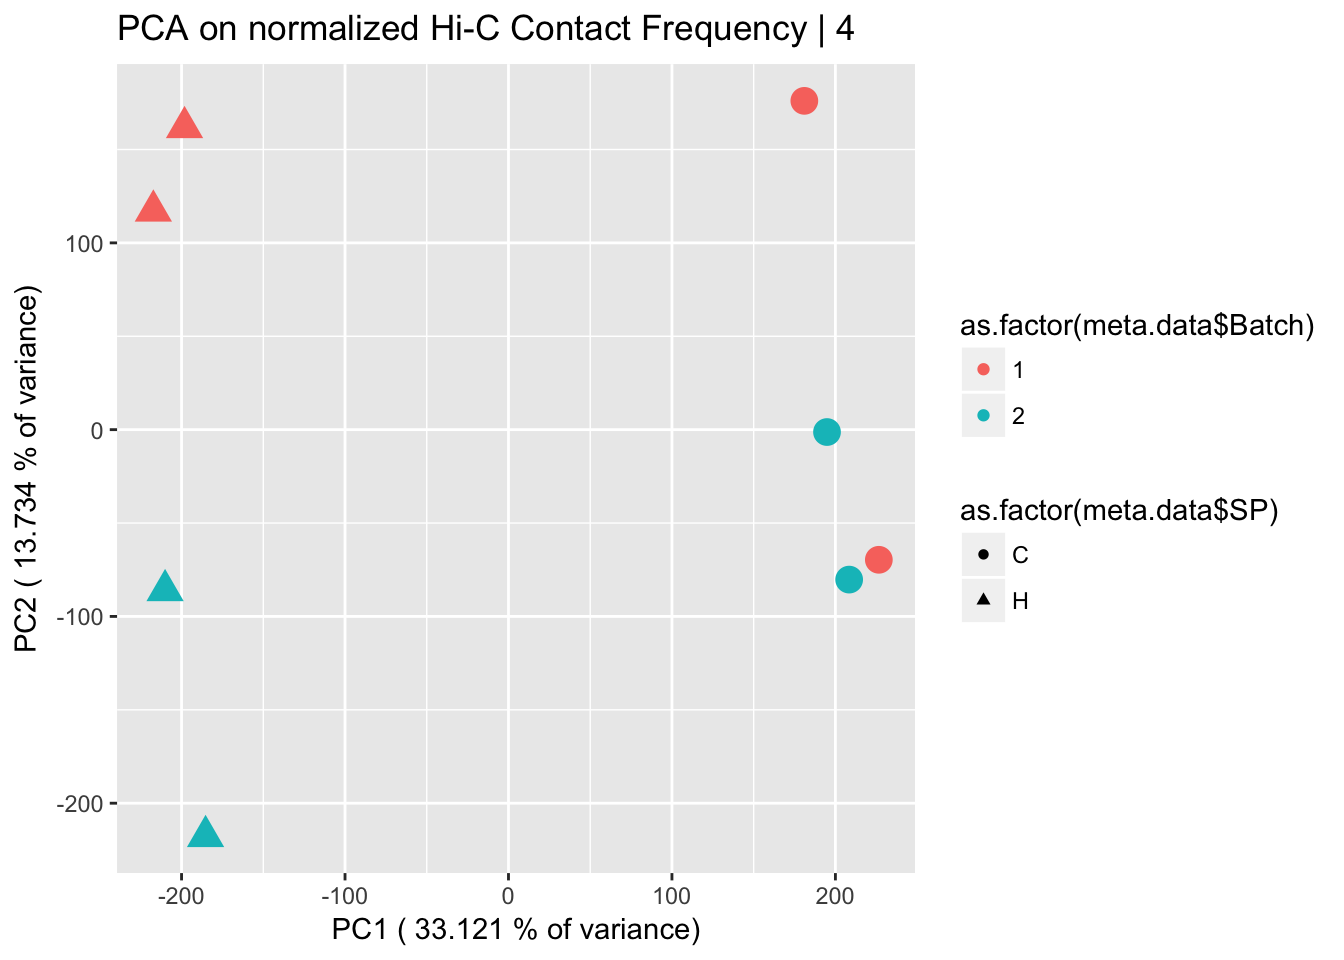 PCA on normalized Hi-C Contact Frequency | 4
PC2 ( 13.734 % of variance)
100
0
-100
-200
-200
-100
0
100
200
PC1 ( 33.121 % of variance)
as.factor(meta.data$Batch)
1
2
as.factor(meta.data$SP)
C
H